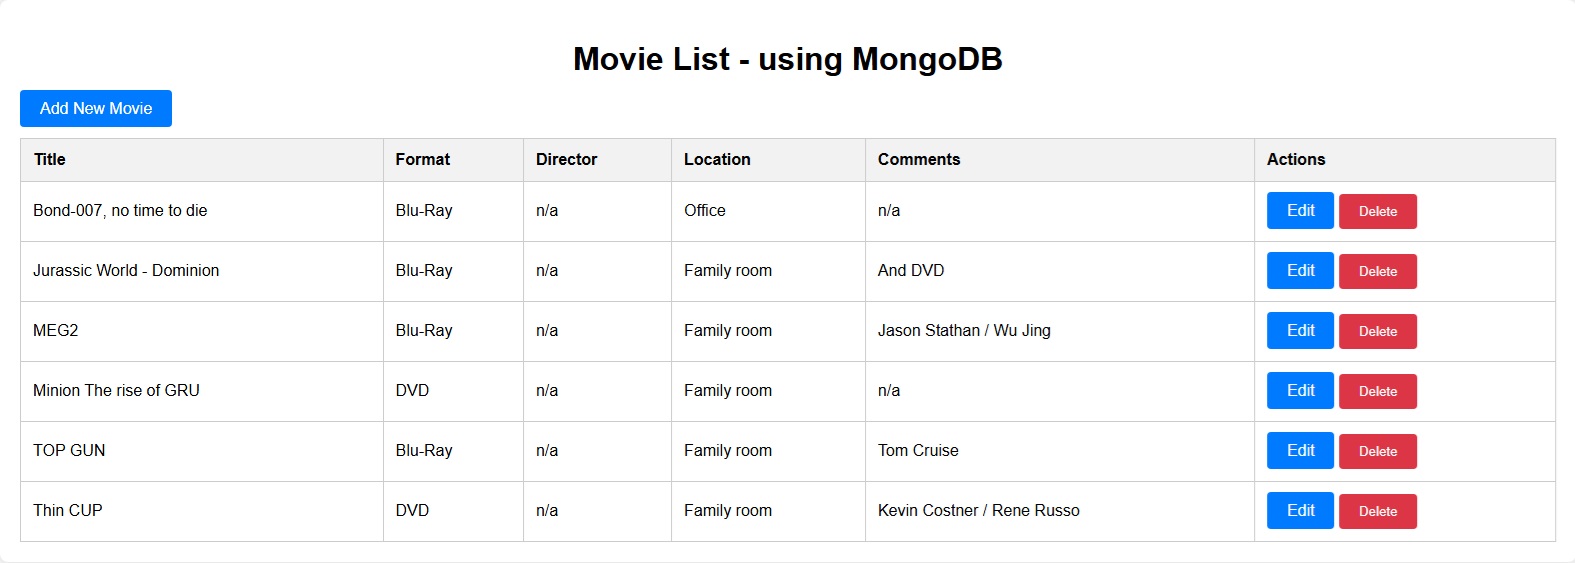 Movie List - using MongoDB
Add New Movie
Title Format Director Location Comments Actions
Bond-007, no time to die Blu-Ray n/a Office n/a Edit Delete
Jurassic World - Dominion Blu-Ray n/a Family room And DVD Edit Delete
MEG2 Blu-Ray n/a Family room Jason Stathan / Wu Jing Edit Delete
Minion The rise of GRU DVD n/a Family room n/a Edit Delete
TOP GUN Blu-Ray n/a Family room Tom Cruise Edit Delete
Thin CUP DVD n/a Family room Kevin Costner / Rene Russo Edit Delete